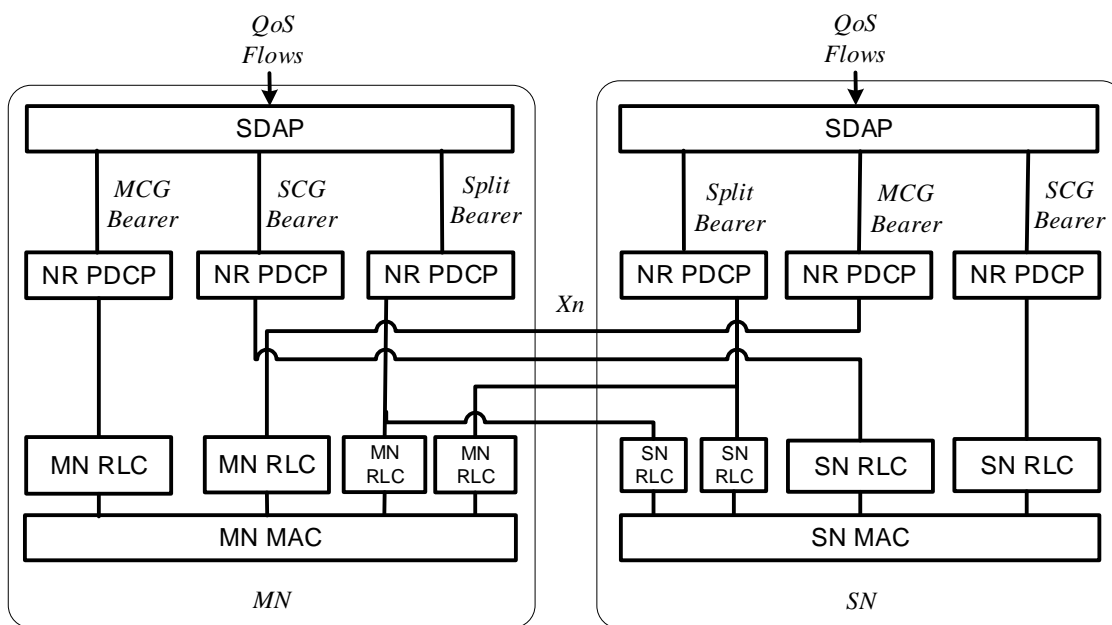 QoS
Flows
QoS
Flows
SDAP
SDAP
MCG
Bearer
SCG
Bearer
Split
Bearer
Split
Bearer
MCG
Bearer
SCG
Bearer
NR PDCP
NR PDCP
NR PDCP
NR PDCP
NR PDCP
NR PDCP
Xn
MN RLC
MN RLC
MN
RLC
MN
RLC
SN
RLC
SN
RLC
SN RLC
SN RLC
MN MAC
SN MAC
MN
SN